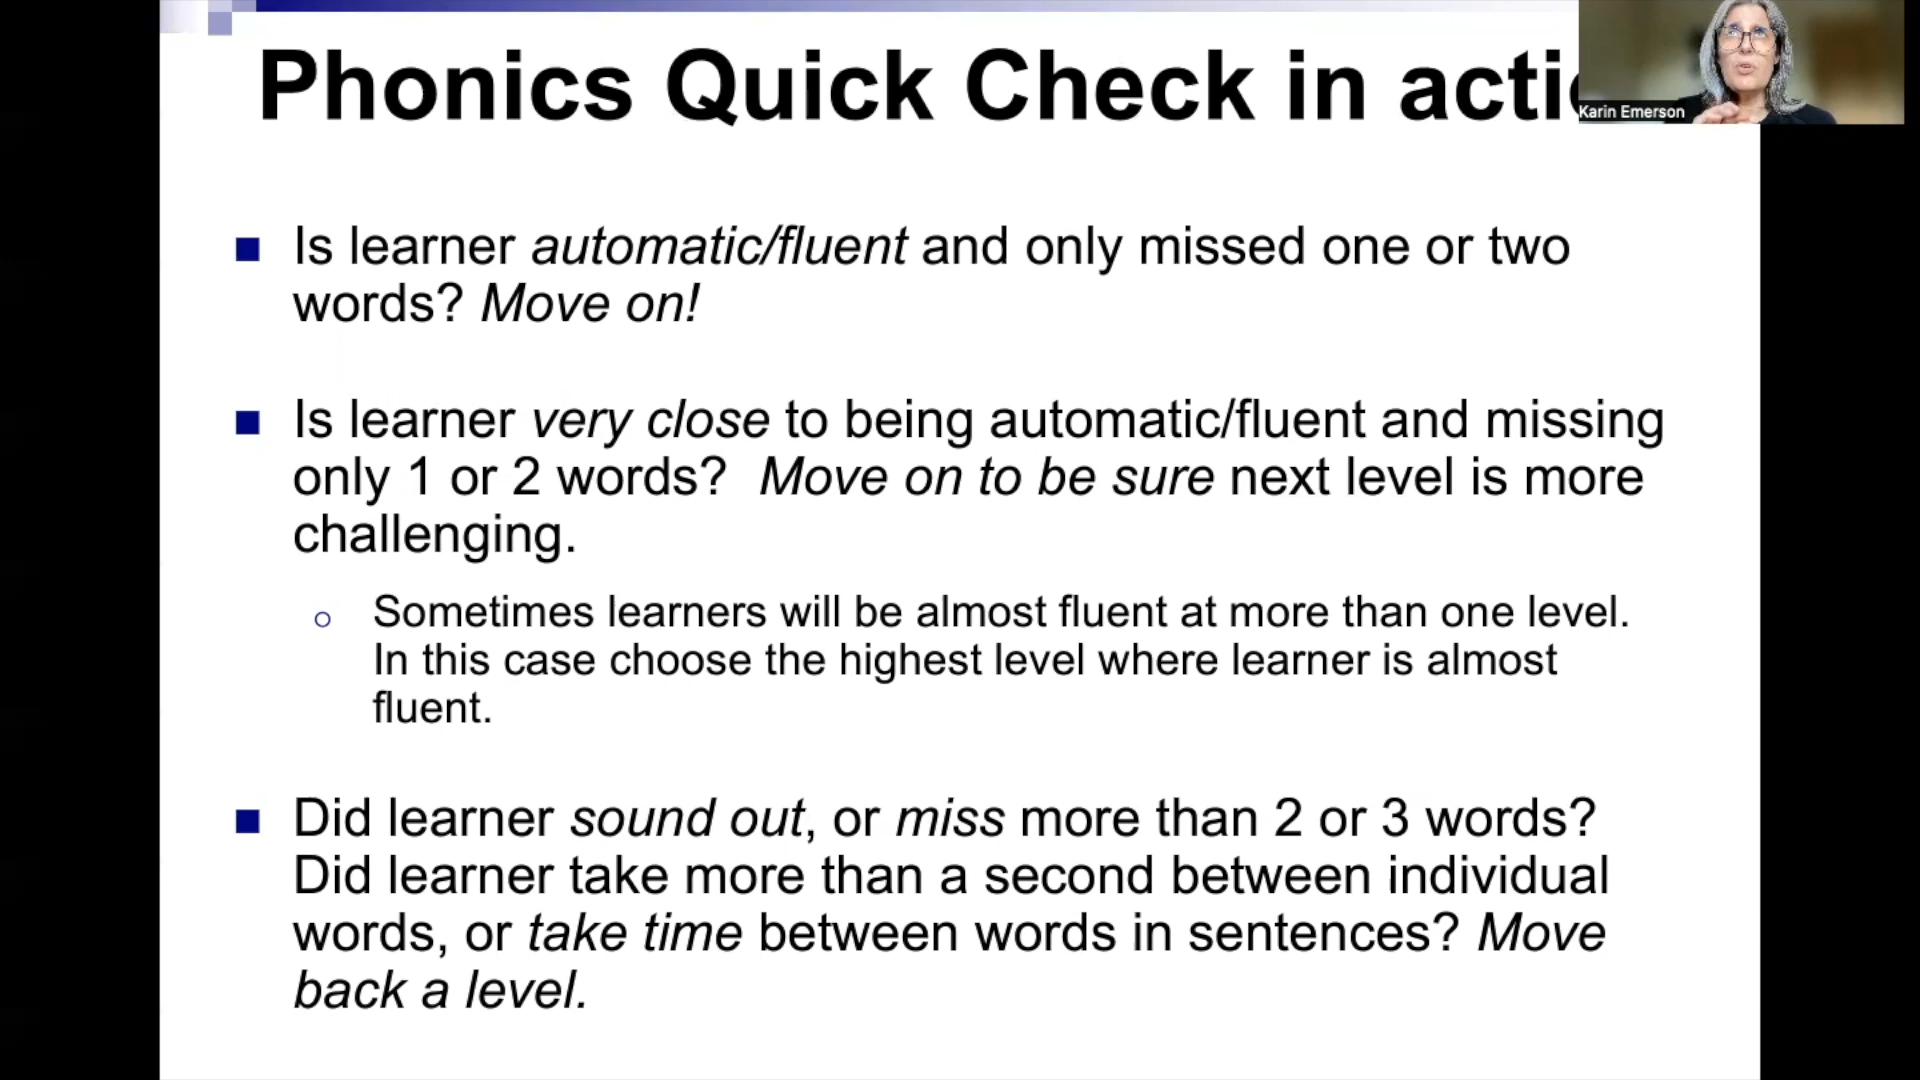 Phonics Quick Check in acti
Karin Emerson
Is learner automatic/fluent and only missed one or two
words? Move on!
Is learner very close to being automatic/fluent and missing
only 1 or 2 words? Move on to be sure next level is more
challenging.
Sometimes learners will be almost fluent at more than one level.
In this case choose the highest level where learner is almost
fluent.
Did learner sound out, or miss more than 2 or 3 words?
Did learner take more than a second between individual
words, or take time between words in sentences? Move
back a level.